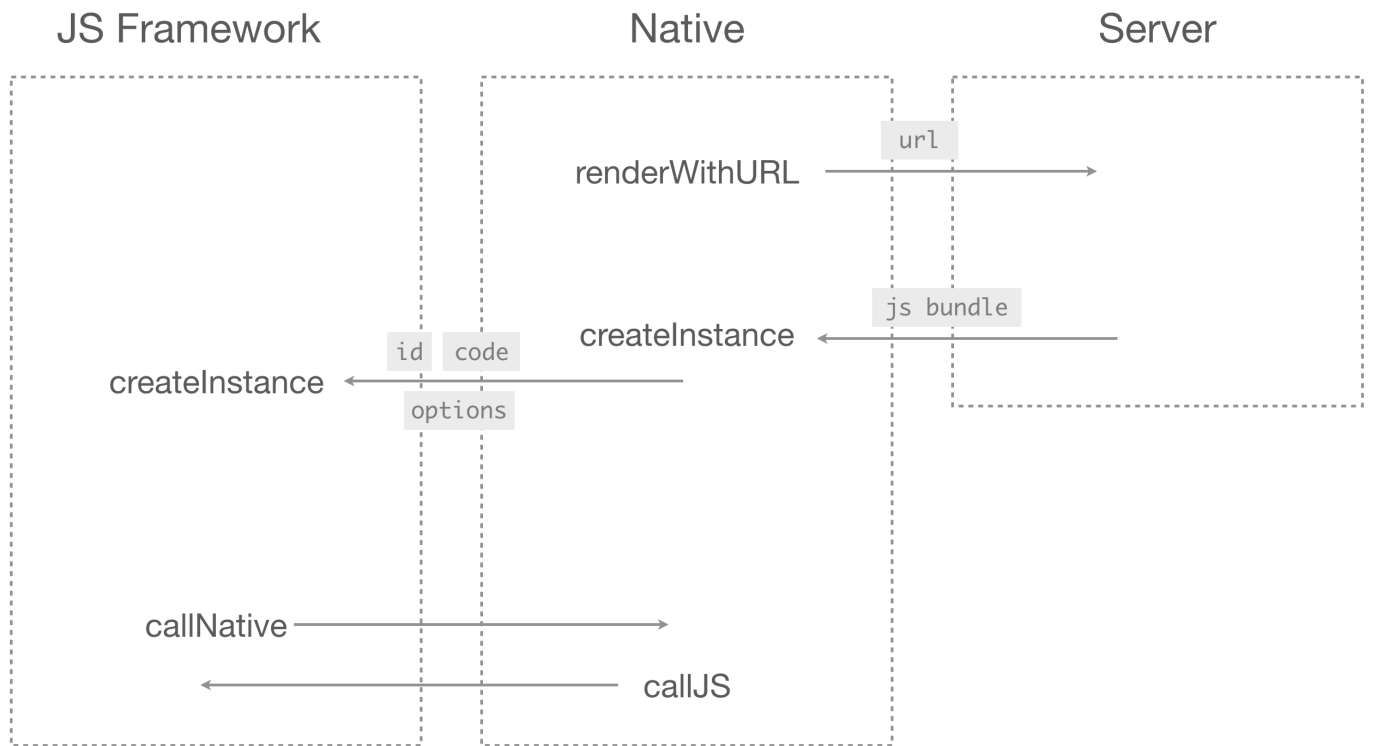 JS Framework
Native
Server
url
renderWithURL
js bundle
createInstance
id
code
createInstance
options
callNative
callJS